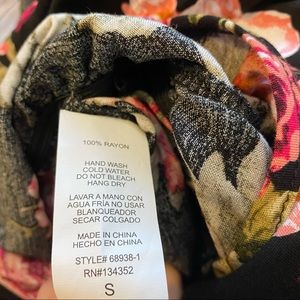 100% RAYON
HAND WASH
COLD WATER
DO NOT BLEACH
HANG DRY
LAVAR A MANO EN
AGUA FRIA NO USAR
BLANQUEADOR
SECAR COLGADO
MADE IN CHINA
HECHO EN CHINA
STYLE# 68938-1
RN#134352
S